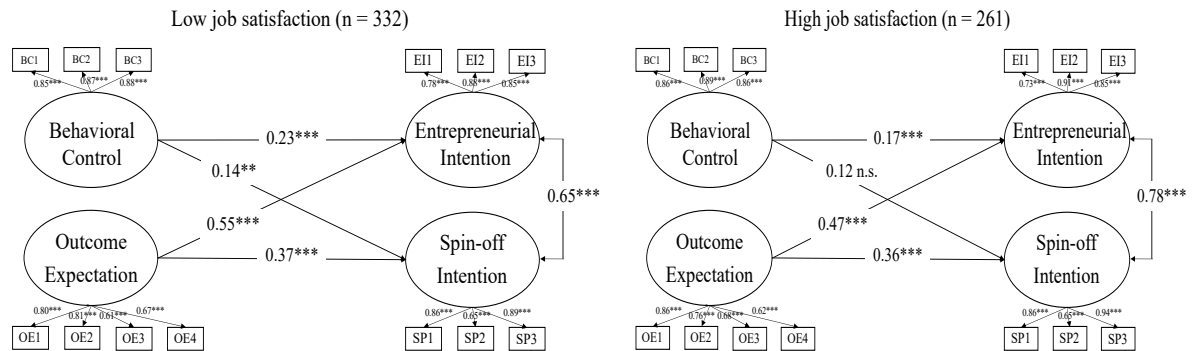 Low job satisfaction (n = 332)
BC1
BC2
BC3
EI1
EI2
EI3
0.85***
0.87***
0.88***
0.78***
0.88***
0.85***
Behavioral
Control
0.23***
Entrepreneurial
Intention
0.14**
0.65***
0.55***
Outcome
Expectation
0.37***
Spin-off
Intention
0.80***
0.81***
0.61***
0.67***
0.86***
0.65***
0.89***
OE1
OE2
OE3
OE4
SP1
SP2
SP3
High job satisfaction (n = 261)
BC1
BC2
BC3
EI1
EI2
EI3
0.86***
0.89***
0.86***
0.73***
0.91***
0.85***
Behavioral
Control
0.17***
Entrepreneurial
Intention
0.12 n.s.
0.78***
0.47***
Outcome
Expectation
0.36***
Spin-off
Intention
0.86***
0.76***
0.68***
0.62***
0.86***
0.65***
0.94***
OE1
OE2
OE3
OE4
SP1
SP2
SP3